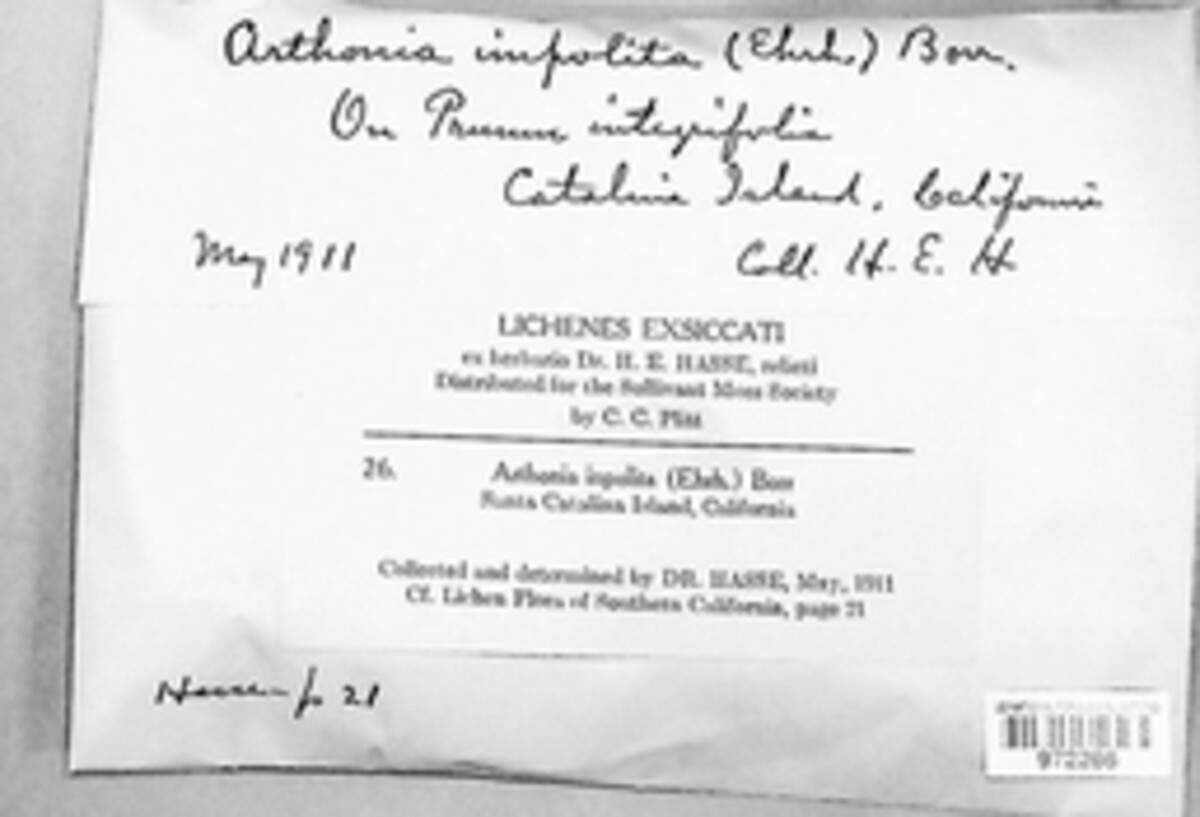 Arthonia impolita (Ehrh.) Borr.
On Prunus integrifolia
Catalina Island, California
May 1911
Coll. H. E. H
LICHENES EXSICCATI
ex herbario Dr. H. E. HASSE, relicti
Distributed for the Sullivant Moss Society
by C. C. Plitt
26. Arthonia inpolita (Ehrh.) Borr
Santa Catalina Island, California
Collected and determined by DR. HASSE, May, 1911
Cf. Lichen Flora of Southern California, page 21
Hasse p 21